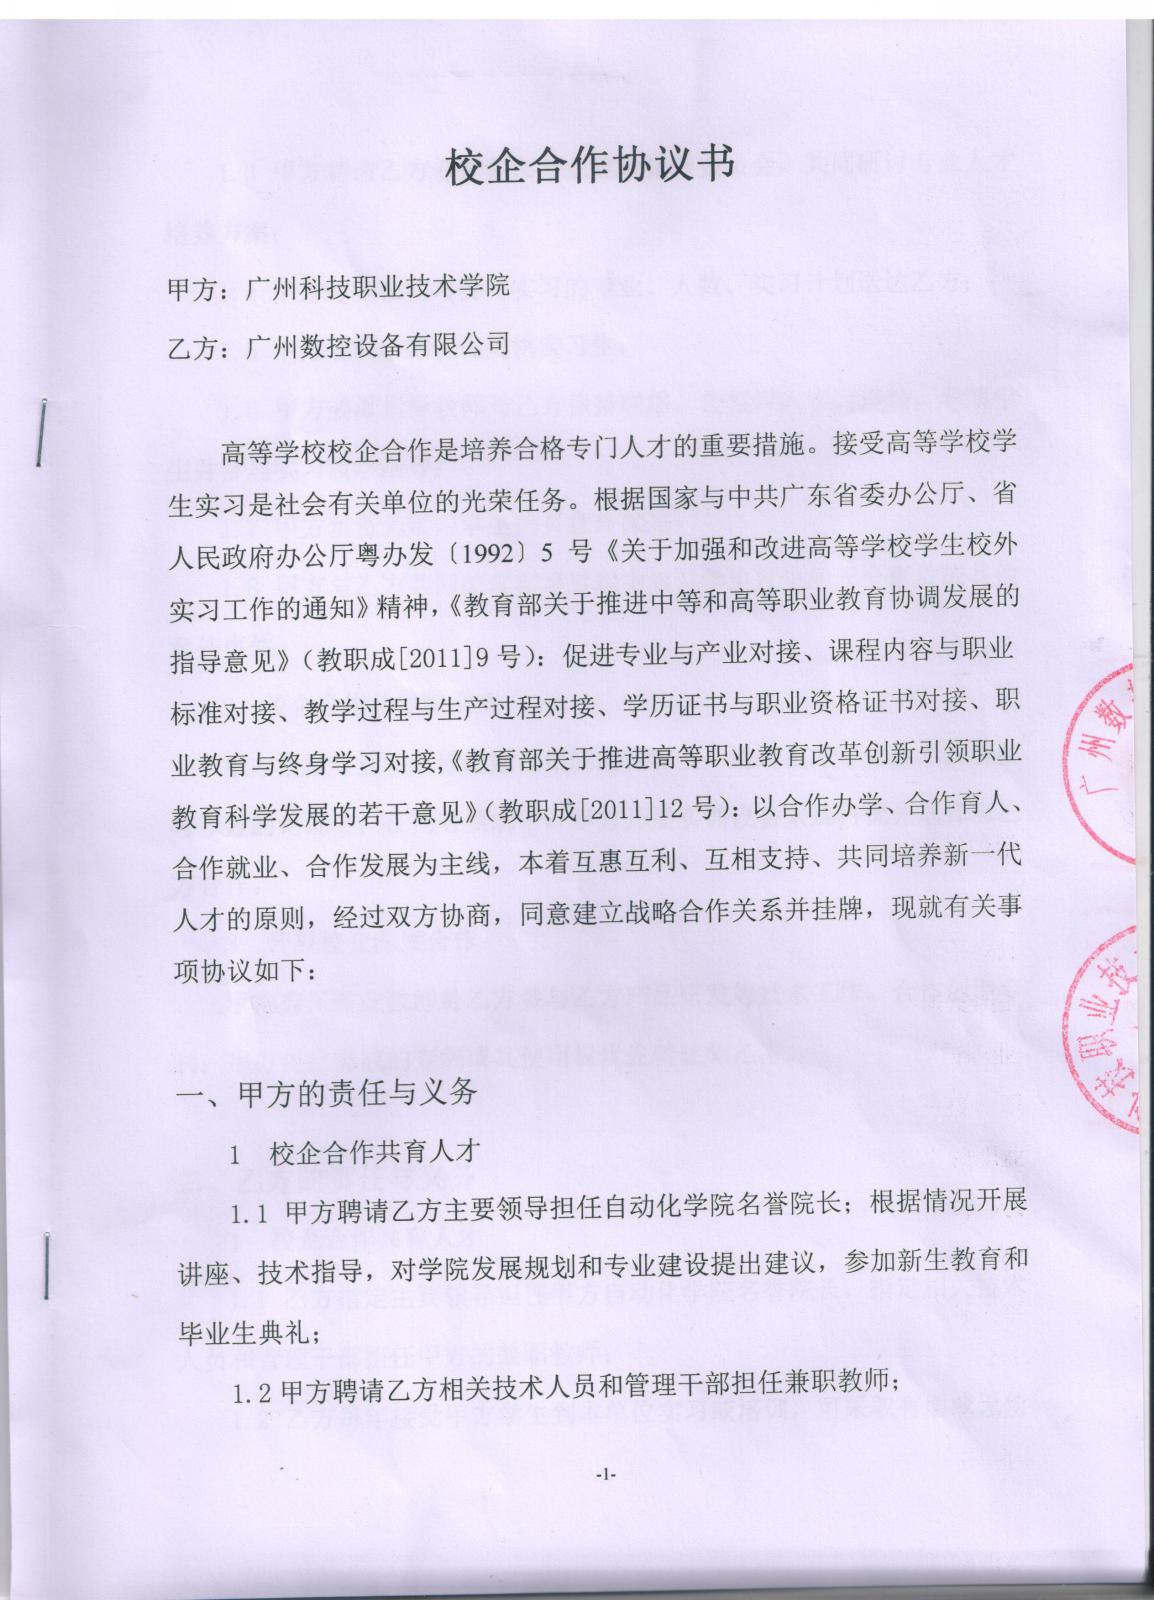 校企合作协议书
甲方：广州科技职业技术学院
乙方：广州数控设备有限公司
高等学校校企合作是培养合格专门人才的重要措施。接受高等学校学
生实习是社会有关单位的光荣任务。根据国家与中共广东省委办公厅、省
人民政府办公厅粤办发〔1992〕5 号《关于加强和改进高等学校学生校外
实习工作的通知》精神，《教育部关于推进中等和高等职业教育协调发展的
指导意见》（教职成[2011]9 号）：促进专业与产业对接、课程内容与职业
标准对接、教学过程与生产过程对接、学历证书与职业资格证书对接、职
业教育与终身学习对接，《教育部关于推进高等职业教育改革创新引领职业
教育科学发展的若干意见》（教职成[2011]12 号）：以合作办学、合作育人、
合作就业、合作发展为主线，本着互惠互利、互相支持、共同培养新一代
人才的原则，经过双方协商，同意建立战略合作关系并挂牌，现就有关事
项协议如下：
广州数
职业技
一、甲方的责任与义务
1 校企合作共育人才
1.1 甲方聘请乙方主要领导担任自动化学院名誉院长；根据情况开展
讲座、技术指导，对学院发展规划和专业建设提出建议，参加新生教育和
毕业生典礼；
1.2 甲方聘请乙方相关技术人员和管理干部担任兼职教师；
-1-